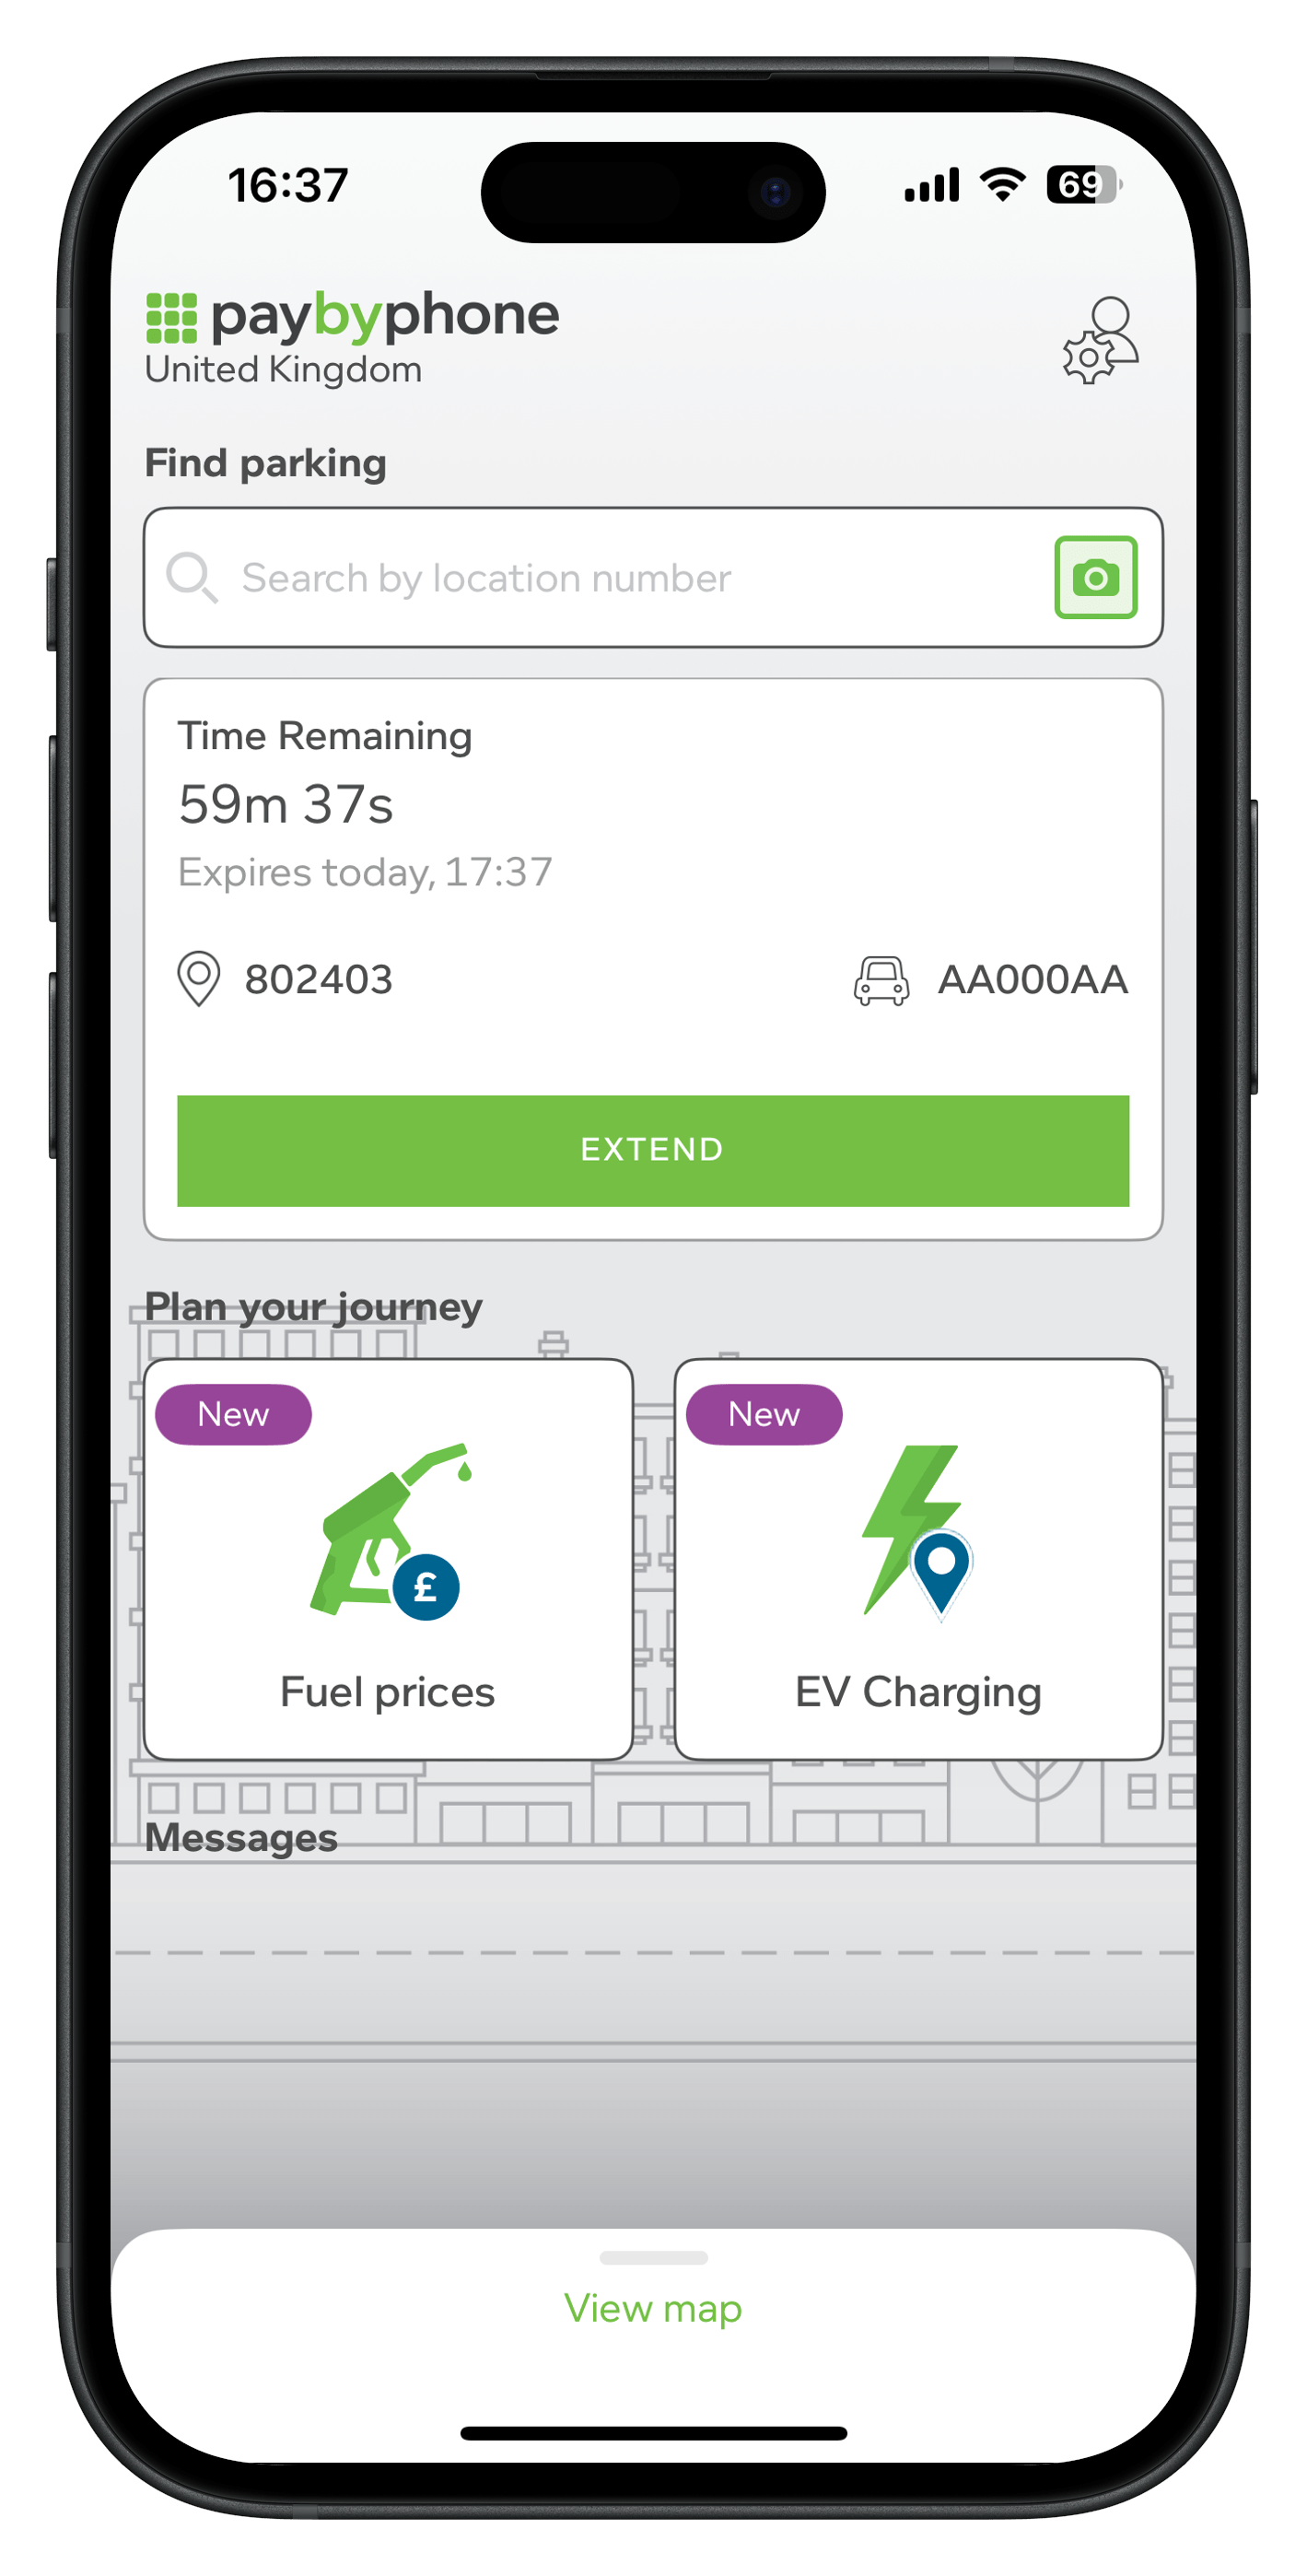 16:37
69
paybyphone
United Kingdom
Find parking
Search by location number
Time Remaining
59m 37s
Expires today, 17:37
802403
AA000AA
EXTEND
Plan your journey
New
New
£
Fuel prices
EV Charging
Messages
View map